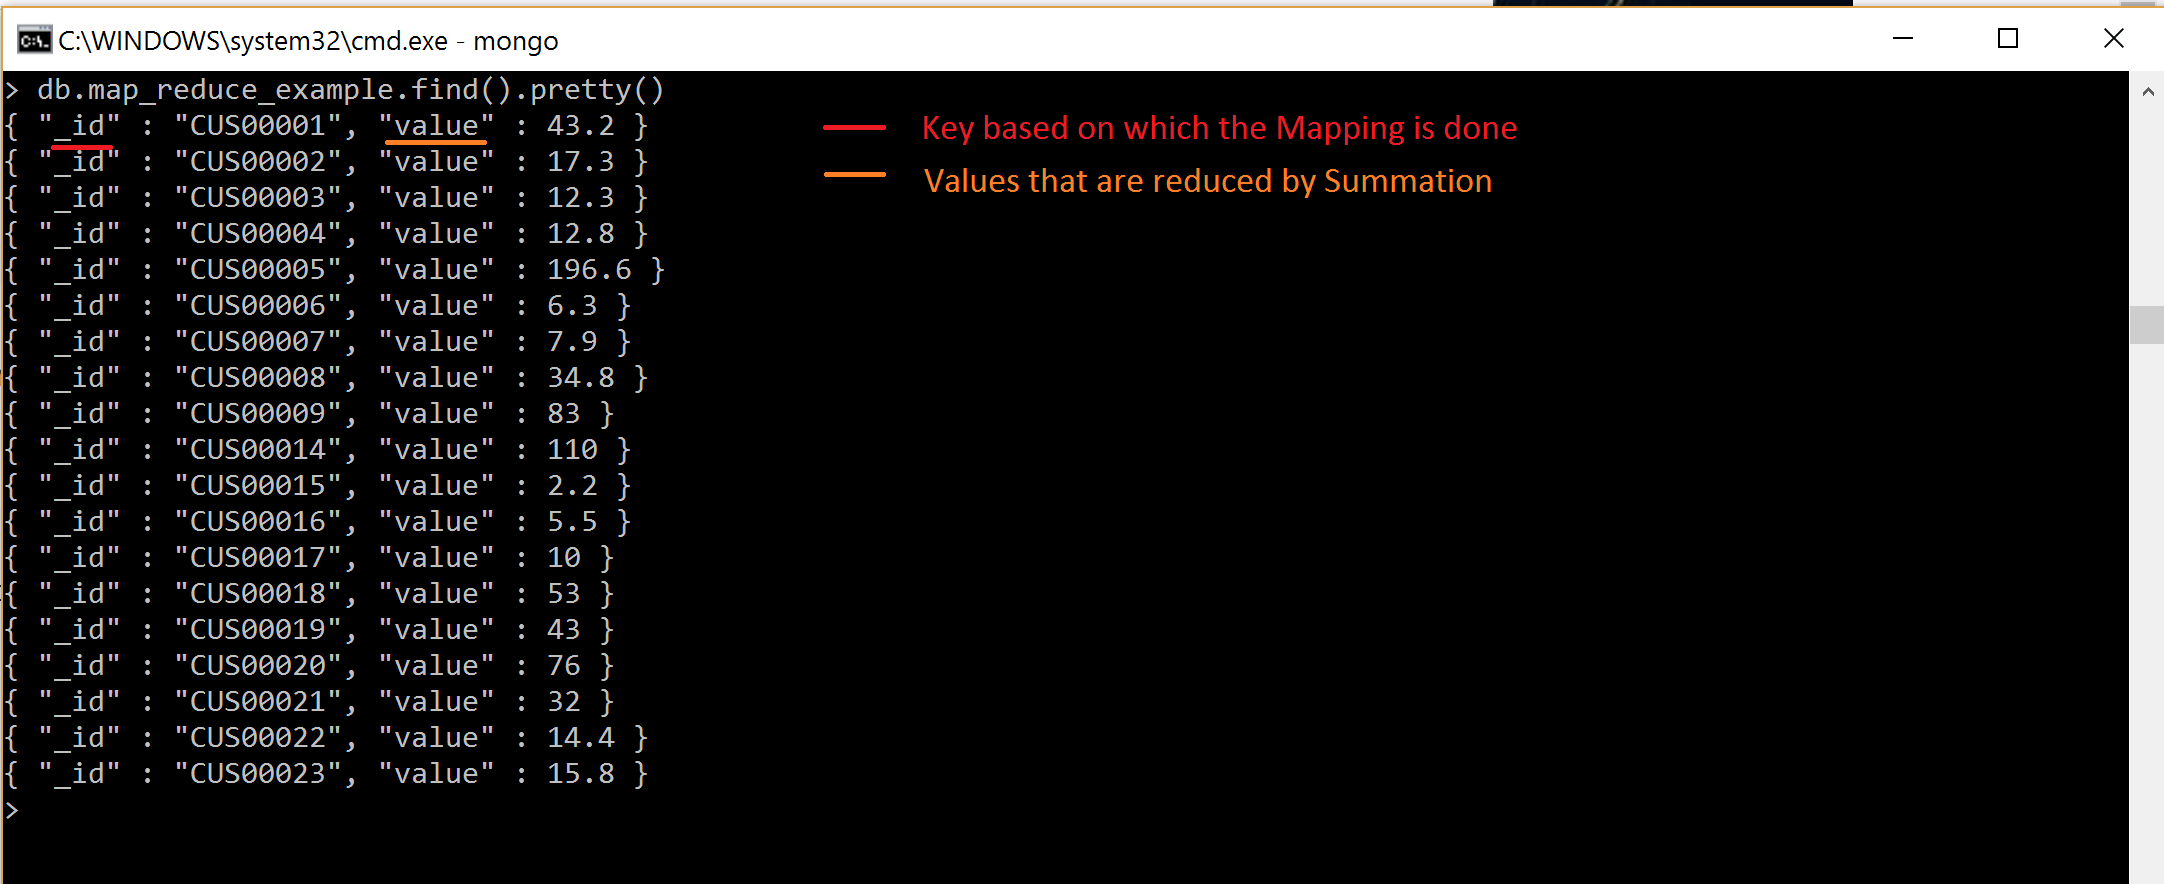 C:\WINDOWS\system32\cmd.exe - mongo
> db.map_reduce_example.find().pretty()
{ "_id" : "CUS00001", "value" : 43.2 }
Key based on which the Mapping is done
{ "_id" : "CUS00002", "value" : 17.3 }
Values that are reduced by Summation
{ "_id" : "CUS00003", "value" : 12.3 }
{ "_id" : "CUS00004", "value" : 12.8 }
{ "_id" : "CUS00005", "value" : 196.6 }
{ "_id" : "CUS00006", "value" : 6.3 }
{ "_id" : "CUS00007", "value" : 7.9 }
{ "_id" : "CUS00008", "value" : 34.8 }
{ "_id" : "CUS00009", "value" : 83 }
{ "_id" : "CUS00014", "value" : 110 }
{ "_id" : "CUS00015", "value" : 2.2 }
{ "_id" : "CUS00016", "value" : 5.5 }
{ "_id" : "CUS00017", "value" : 10 }
{ "_id" : "CUS00018", "value" : 53 }
{ "_id" : "CUS00019", "value" : 43 }
{ "_id" : "CUS00020", "value" : 76 }
{ "_id" : "CUS00021", "value" : 32 }
{ "_id" : "CUS00022", "value" : 14.4 }
{ "_id" : "CUS00023", "value" : 15.8 }
>